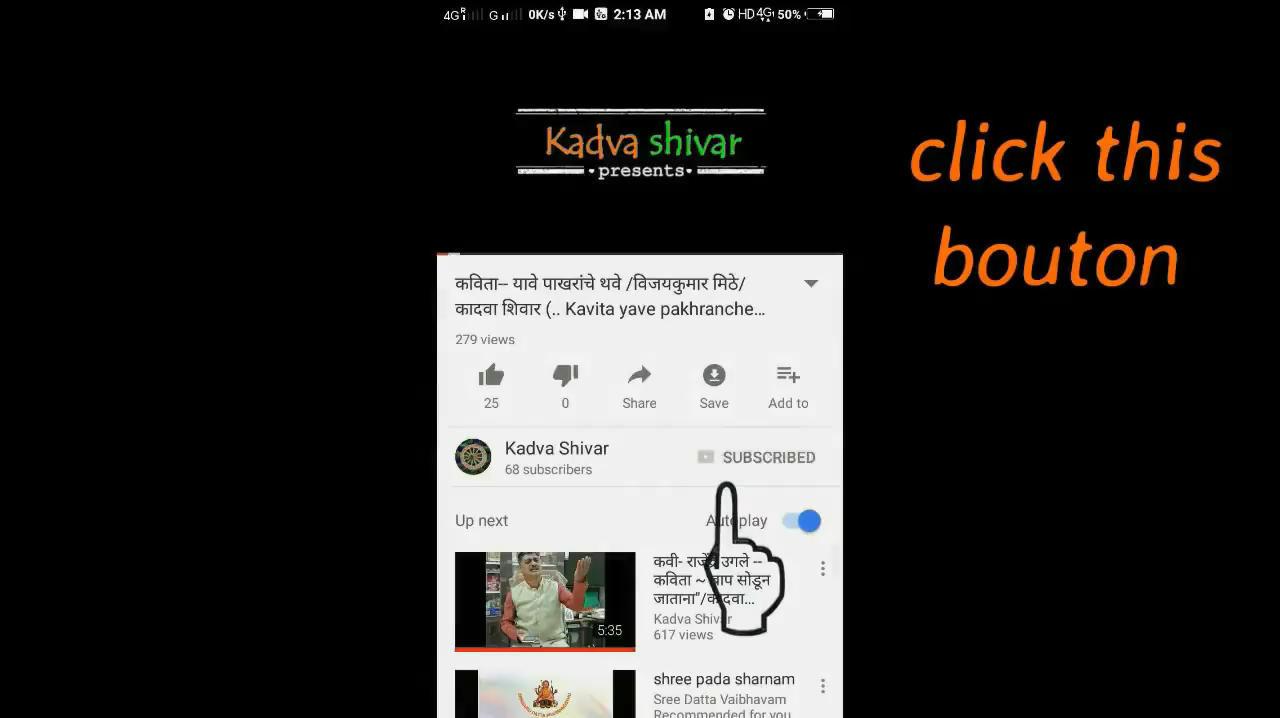 4G R G 0K/s 2:13 AM HD 4G 50%
Kadva shivar
presents
click this
bouton
कविता-- यावे पाखरांचे थवे /विजयकुमार मिठे/
कादवा शिवार (.. Kavita yave pakhranche...
279 views
25 0 Share Save Add to
Kadva Shivar
SUBSCRIBED
68 subscribers
Up next Autoplay
कवी- राजेंद्र उगले --
कविता ~ बाप सोडून
जाताना"/कादवा...
Kadva Shivar
617 views
5:35
shree pada sharnam
Sree Datta Vaibhavam
Recommended for you